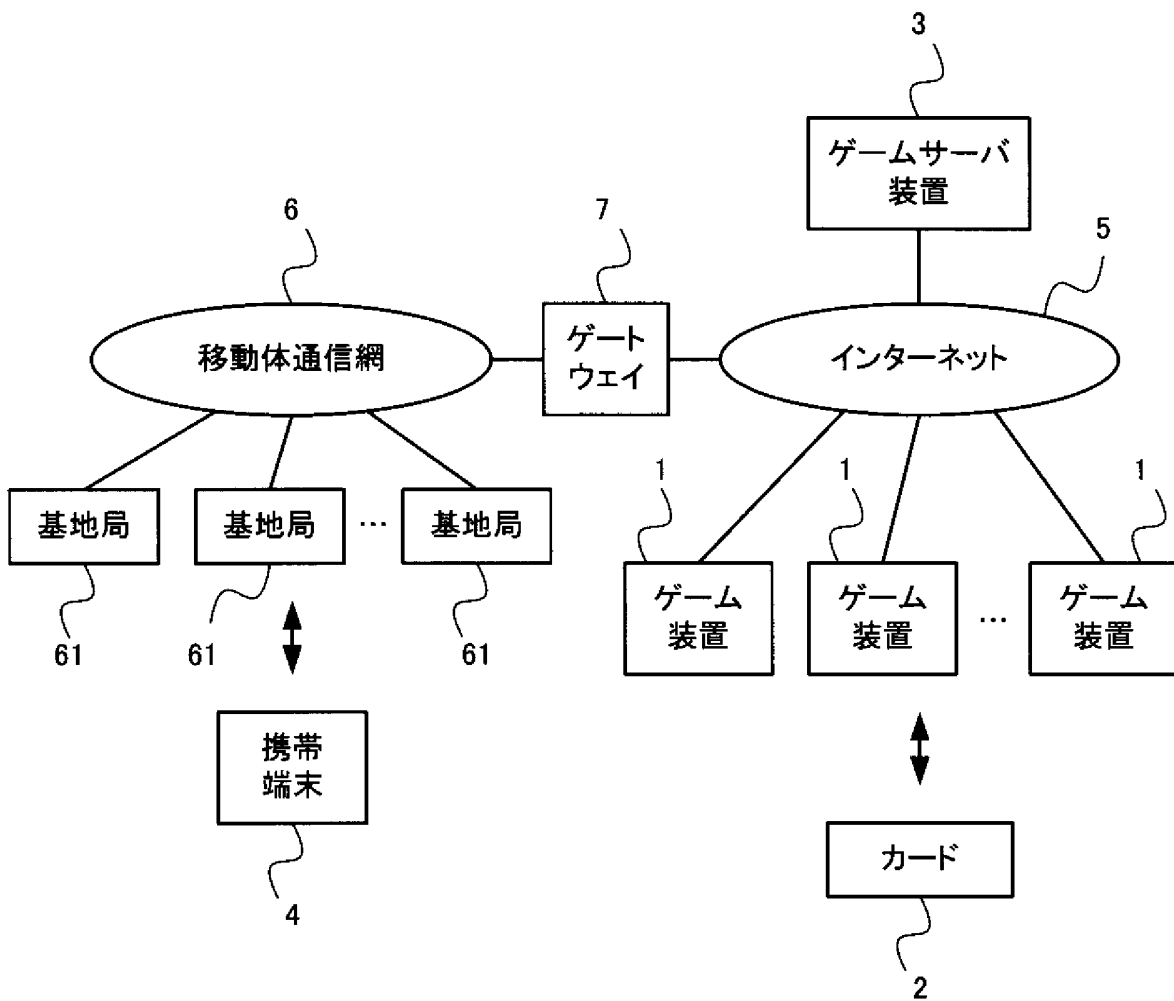 3
ゲームサーバ
装置
6
7
5
移動体通信網
ゲート
ウェイ
インターネット
1
1
1
基地局
基地局
…
基地局
ゲーム
装置
ゲーム
装置
…
ゲーム
装置
61
61
61
携帯
端末
カード
4
2